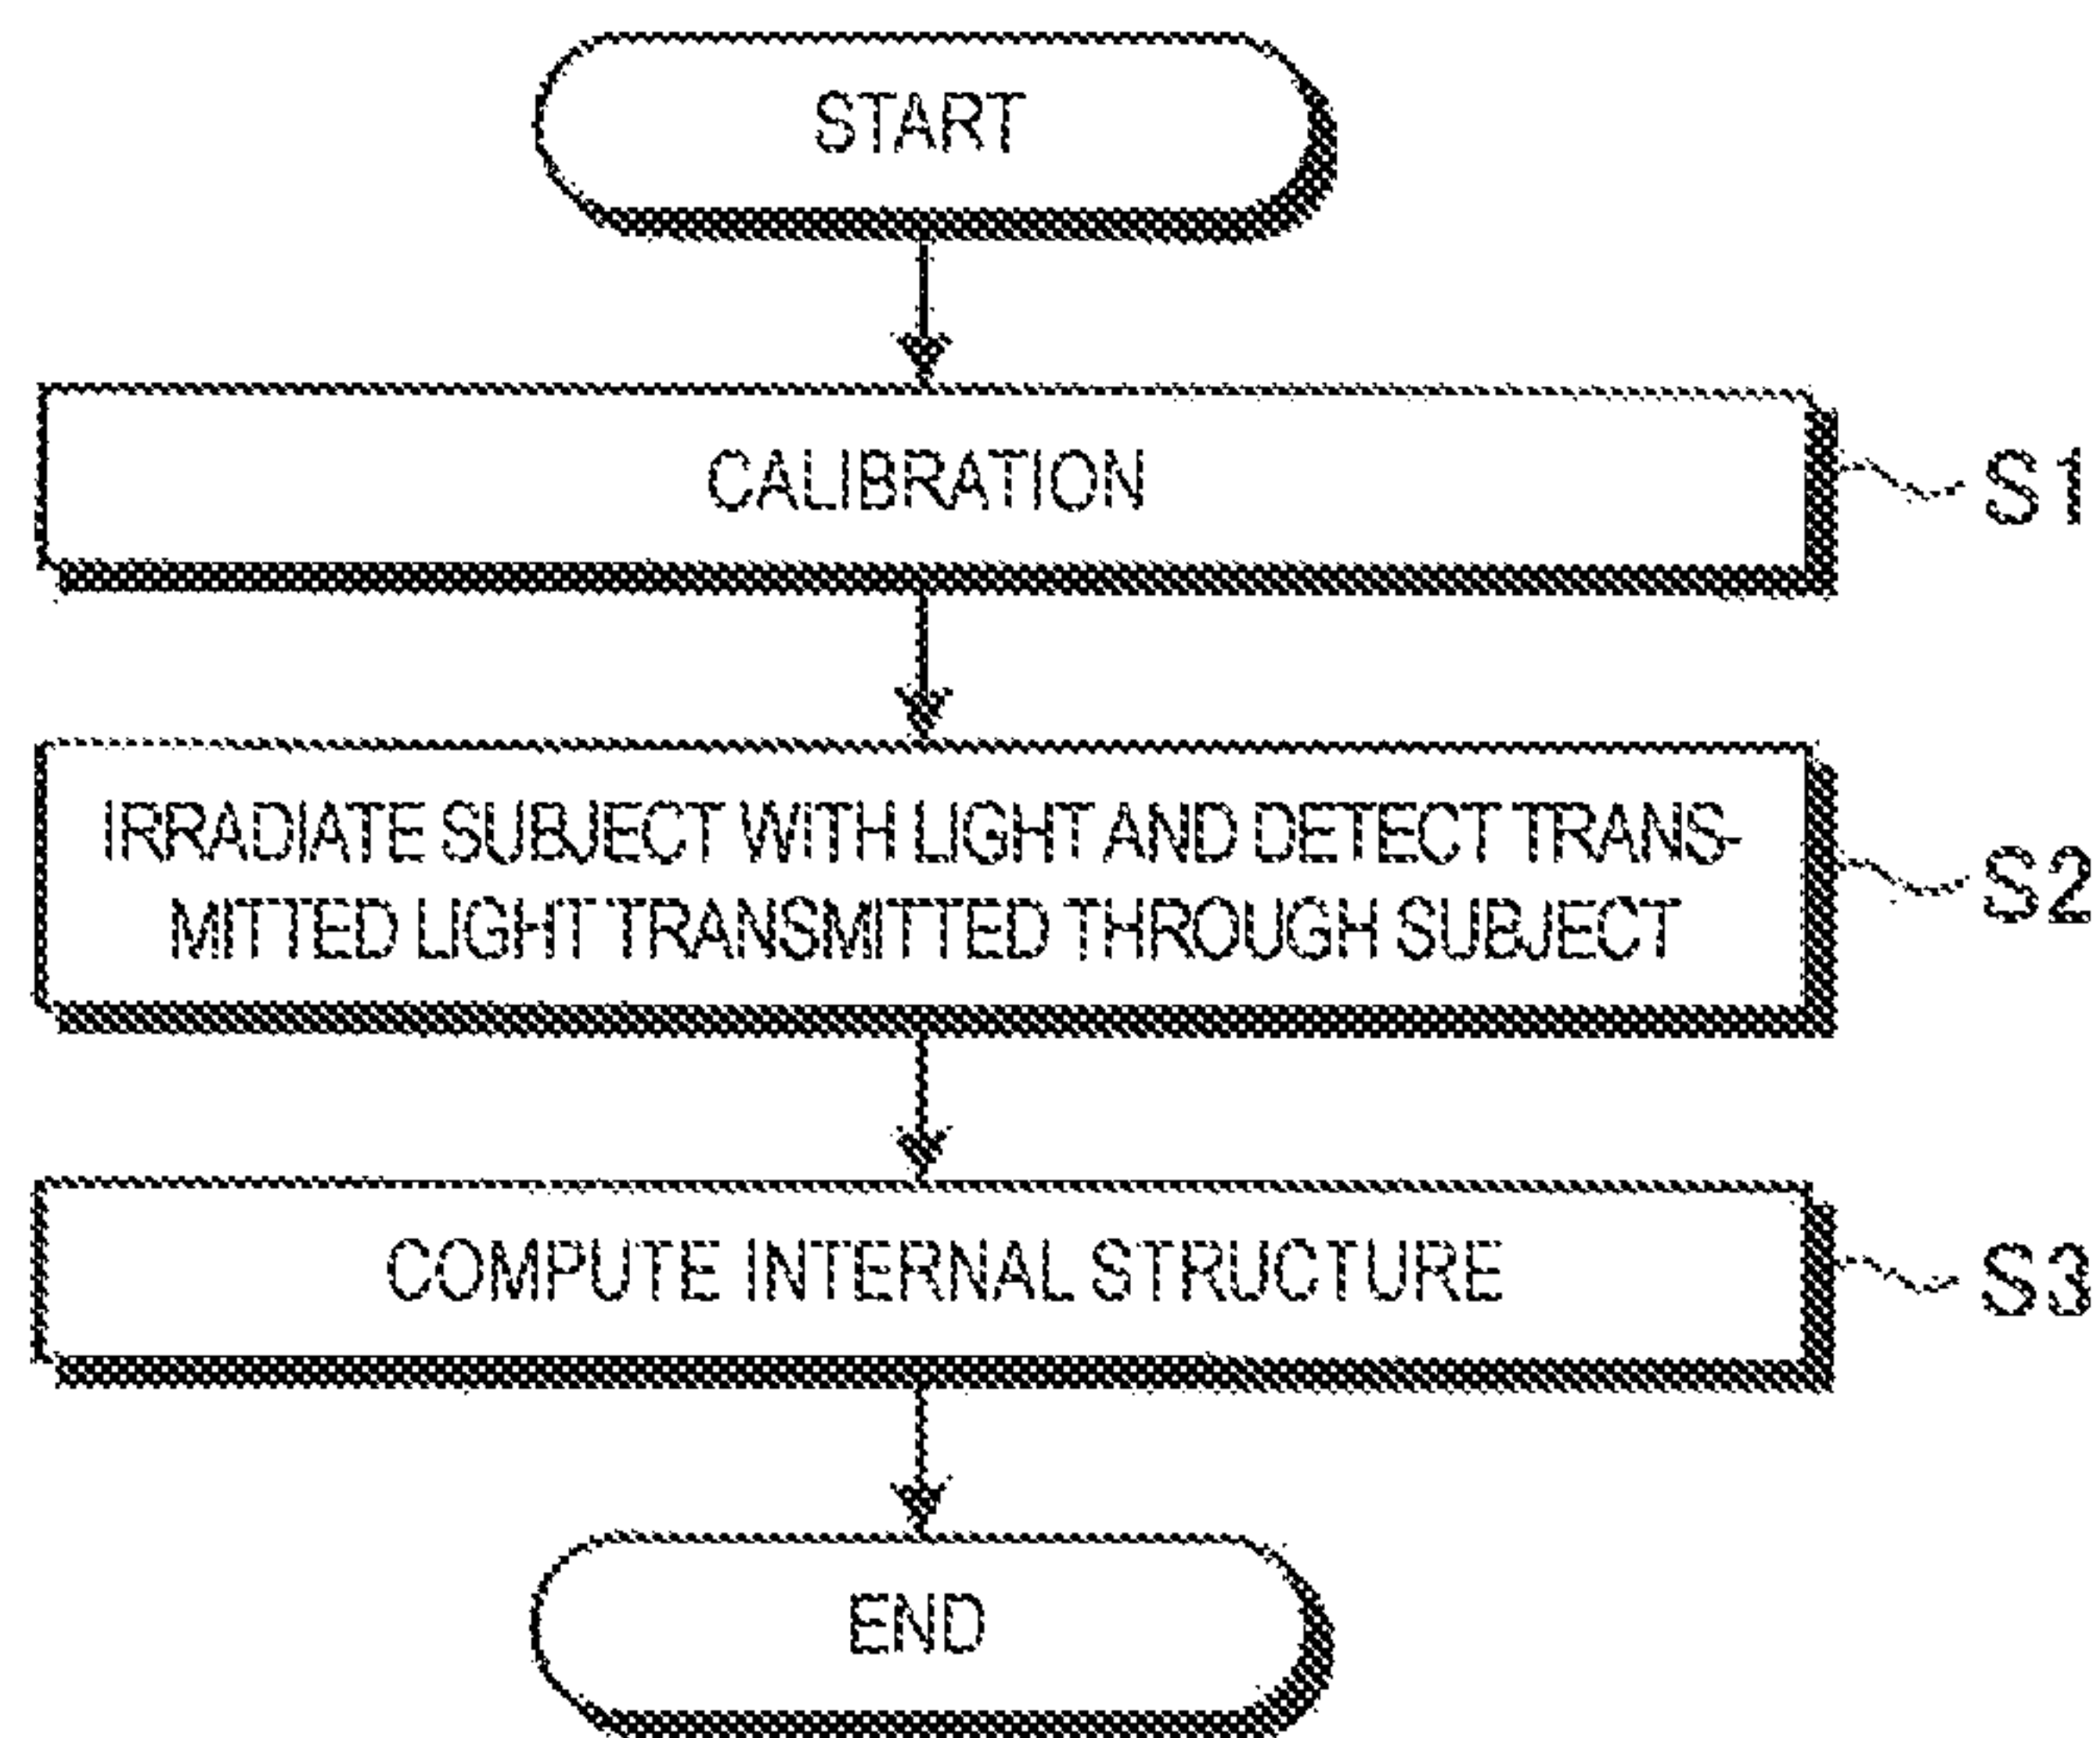 START
CALIBRATION
S1
IRRADIATE SUBJECT WITH LIGHT AND DETECT TRANS-
MITTED LIGHT TRANSMITTED THROUGH SUBJECT
S2
COMPUTE INTERNAL STRUCTURE
S3
END